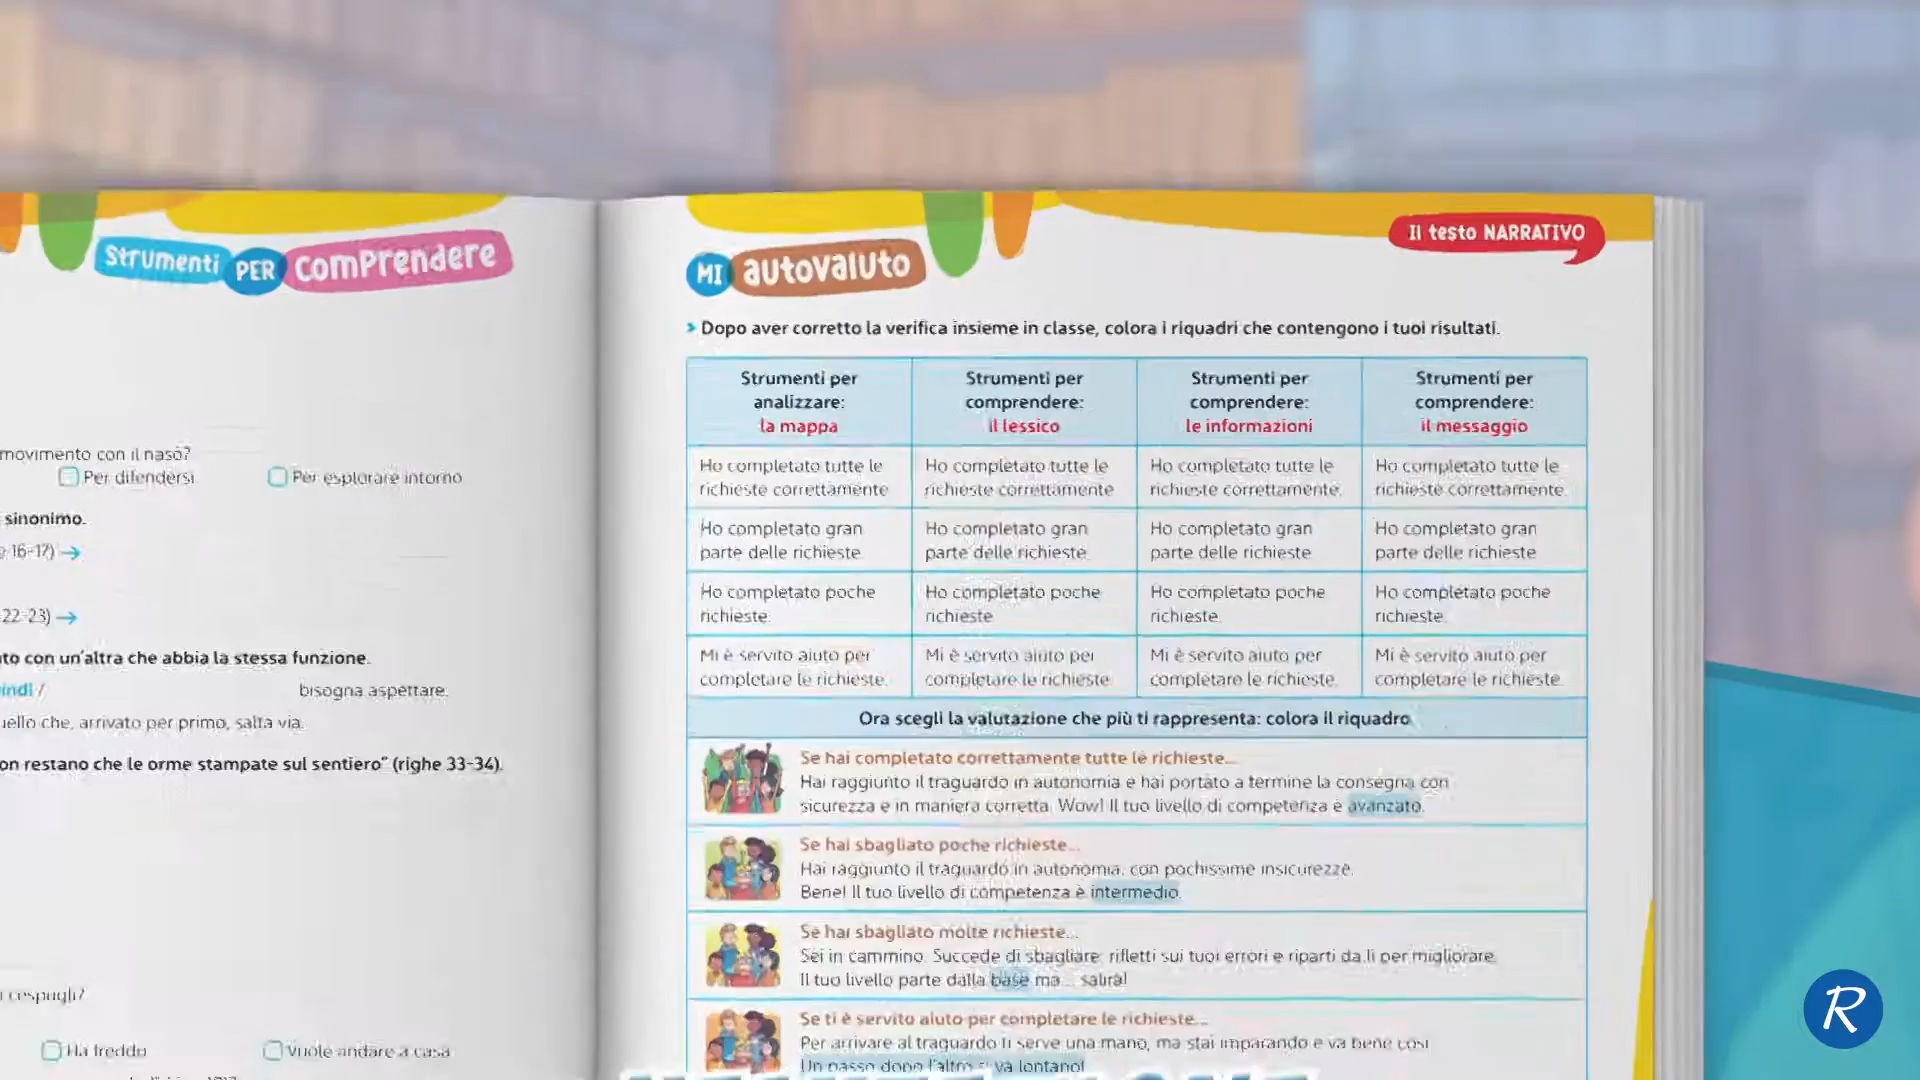 Strumenti PER comprendere
movimento con il naso?
Per difendersi
Per esplorare intorno
sinonimo.
16-17) →
22-23) →
con un'altra che abbia la stessa funzione.
/ bisogna aspettare.
che, arrivato per primo, salta via.
restano che le orme stampate sul sentiero" (righe 33-34).
cespugli?
Ha freddo
Vuole andare a casa
MI autovaluto
Il testo NARRATIVO
> Dopo aver corretto la verifica insieme in classe, colora i riquadri che contengono i tuoi risultati.
Strumenti per analizzare: la mappa
Strumenti per comprendere: il lessico
Strumenti per comprendere: le informazioni
Strumenti per comprendere: il messaggio
Ho completato tutte le richieste correttamente
Ho completato tutte le richieste correttamente
Ho completato tutte le richieste correttamente.
Ho completato tutte le richieste correttamente.
Ho completato gran parte delle richieste.
Ho completato gran parte delle richieste.
Ho completato gran parte delle richieste
Ho completato gran parte delle richieste
Ho completato poche richieste.
Ho completato poche richieste
Ho completato poche richieste.
Ho completato poche richieste.
Mi è servito aiuto per completare le richieste.
Mi è servito aiuto per completare le richieste
Mi è servito aiuto per completare le richieste.
Mi è servito aiuto per completare le richieste.
Ora scegli la valutazione che più ti rappresenta: colora il riquadro
Se hai completato correttamente tutte le richieste...
Hai raggiunto il traguardo in autonomia e hai portato a termine la consegna con
sicurezza e in maniera corretta. Wow! Il tuo livello di competenza è avanzato.
Se hai sbagliato poche richieste...
Hai raggiunto il traguardo in autonomia, con pochissime insicurezze.
Bene! Il tuo livello di competenza è intermedio.
Se hai sbagliato molte richieste...
Sei in cammino. Succede di sbagliare: rifletti sui tuoi errori e riparti da lì per migliorare.
Il tuo livello parte dalla base ma... salirà!
Se ti è servito aiuto per completare le richieste...
Per arrivare al traguardo ti serve una mano, ma stai imparando e va bene così
Un passo dopo l'altro si va lontano!
R